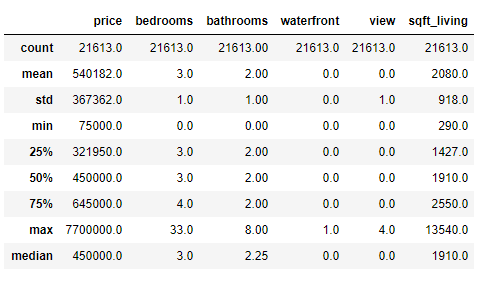 price bedrooms bathrooms waterfront view sqft_living
count 21613.0 21613.0 21613.00 21613.0 21613.0 21613.0
mean 540182.0 3.0 2.00 0.0 0.0 2080.0
std 367362.0 1.0 1.00 0.0 1.0 918.0
min 75000.0 0.0 0.00 0.0 0.0 290.0
25% 321950.0 3.0 2.00 0.0 0.0 1427.0
50% 450000.0 3.0 2.00 0.0 0.0 1910.0
75% 645000.0 4.0 2.00 0.0 0.0 2550.0
max 7700000.0 33.0 8.00 1.0 4.0 13540.0
median 450000.0 3.0 2.25 0.0 0.0 1910.0